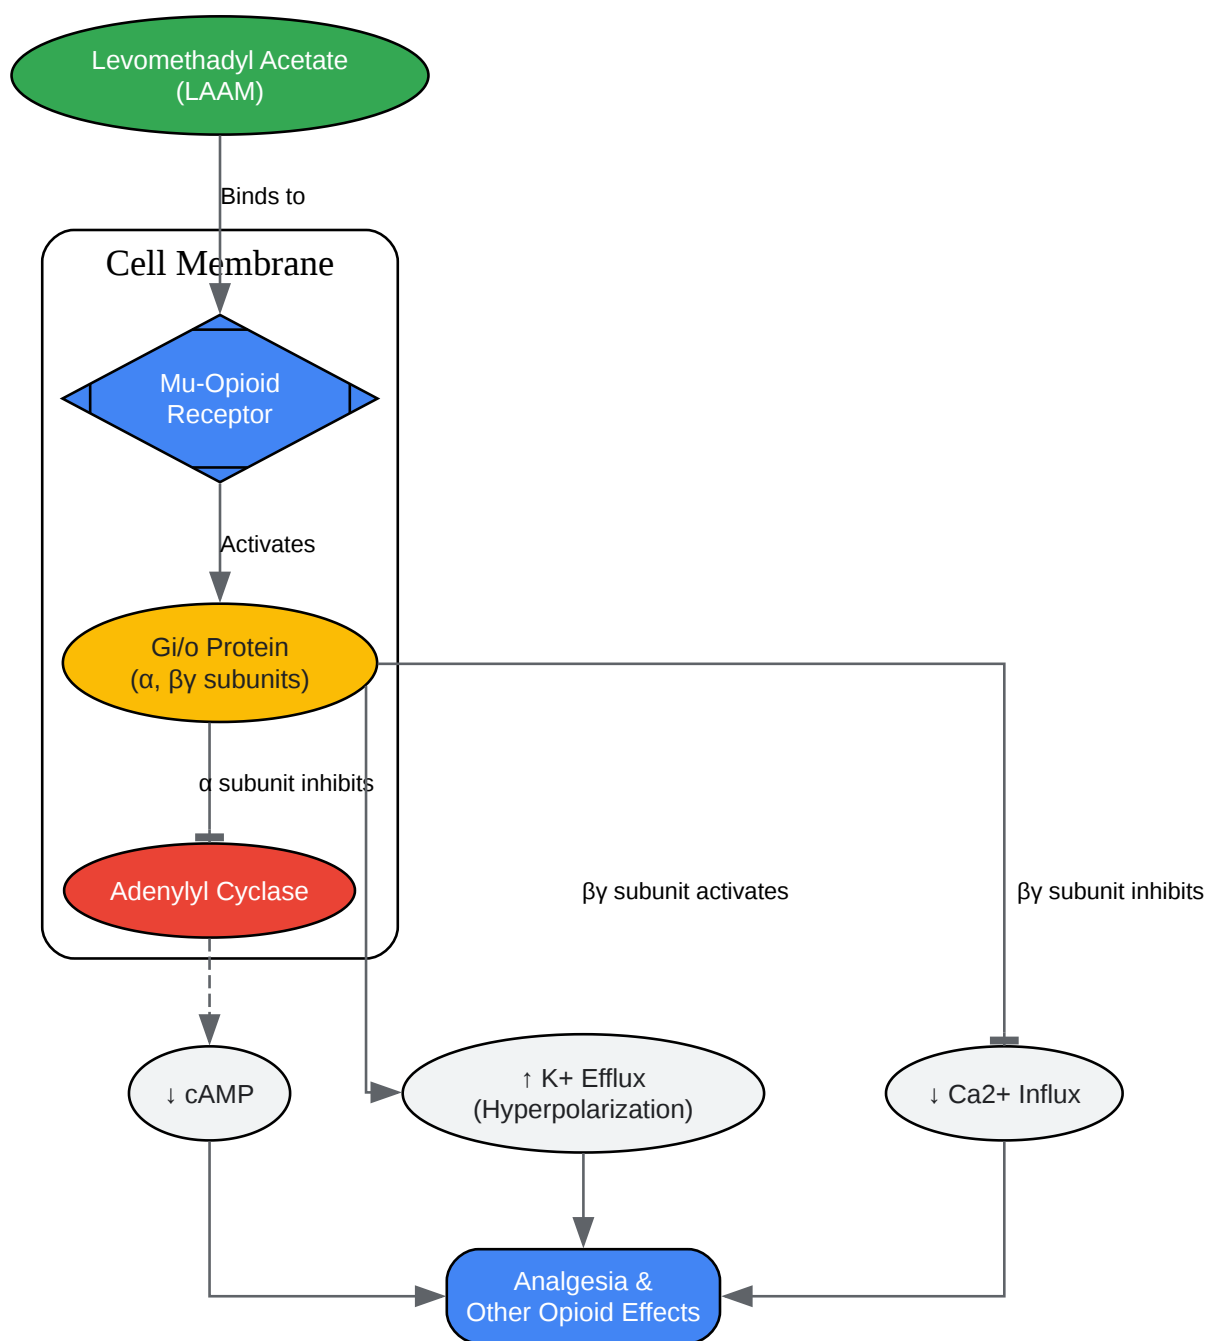 Levomethadyl Acetate
(LAAM)
Binds to
Cell Membrane
Mu-Opioid
Receptor
Activates
Gi/o Protein
(α, βγ subunits)
α subunit inhibits
Adenylyl Cyclase
βγ subunit activates
βγ subunit inhibits
↓ cAMP
↑ K+ Efflux
(Hyperpolarization)
↓ Ca2+ Influx
Analgesia &
Other Opioid Effects